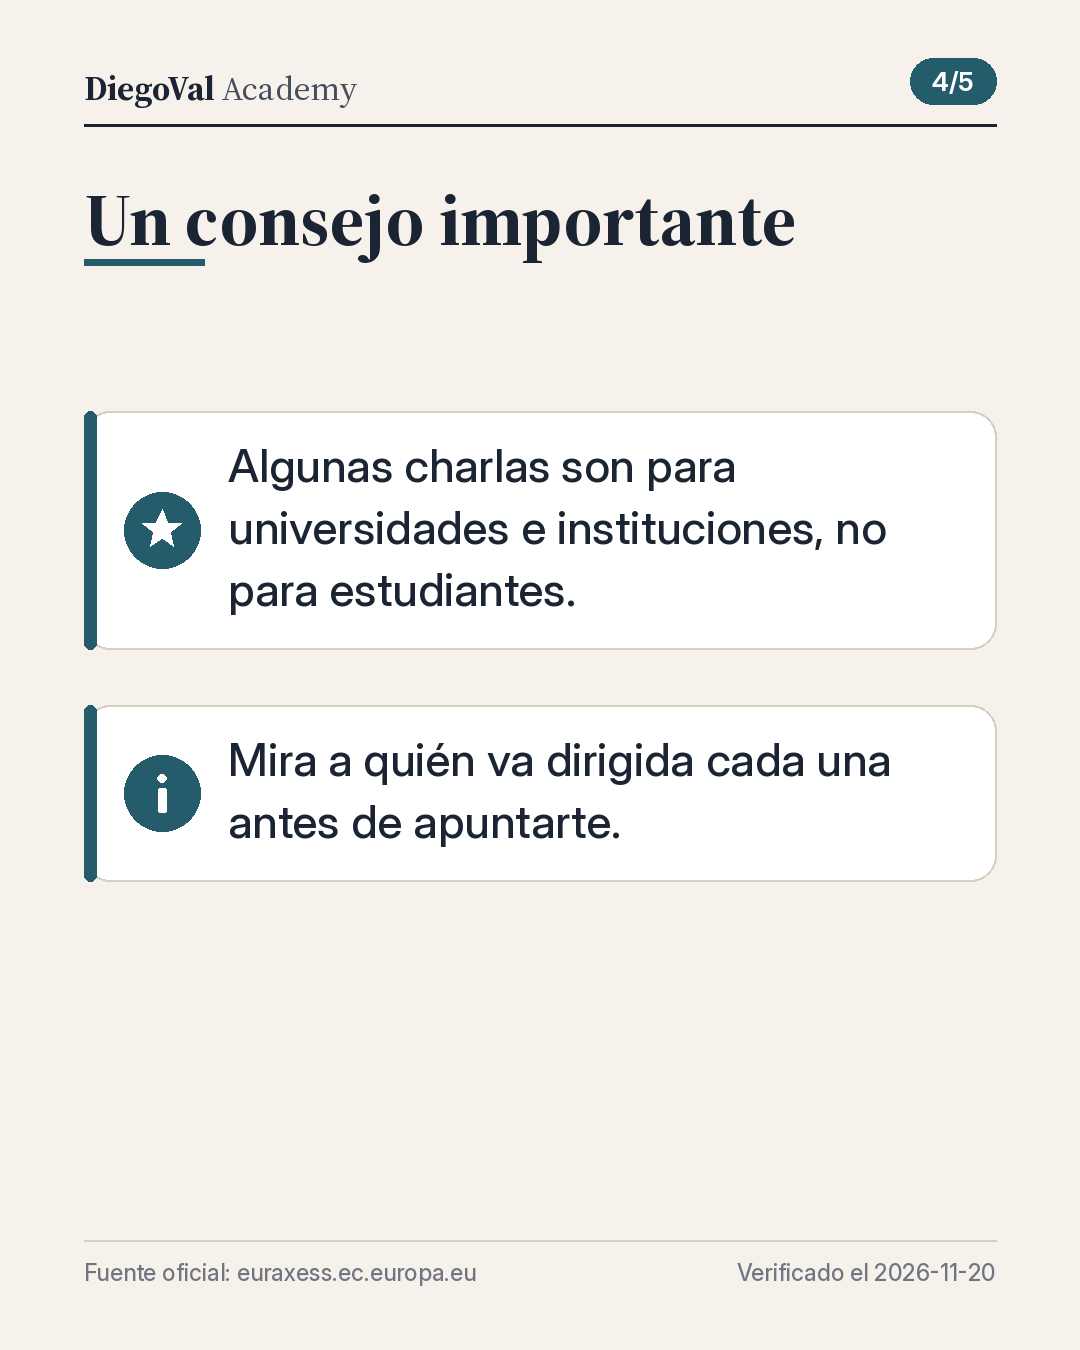 DiegoVal Academy
4/5
Un consejo importante
Algunas charlas son para
universidades e instituciones, no
para estudiantes.
Mira a quién va dirigida cada una
antes de apuntarte.
Fuente oficial: euraxess.ec.europa.eu
Verificado el 2026-11-20